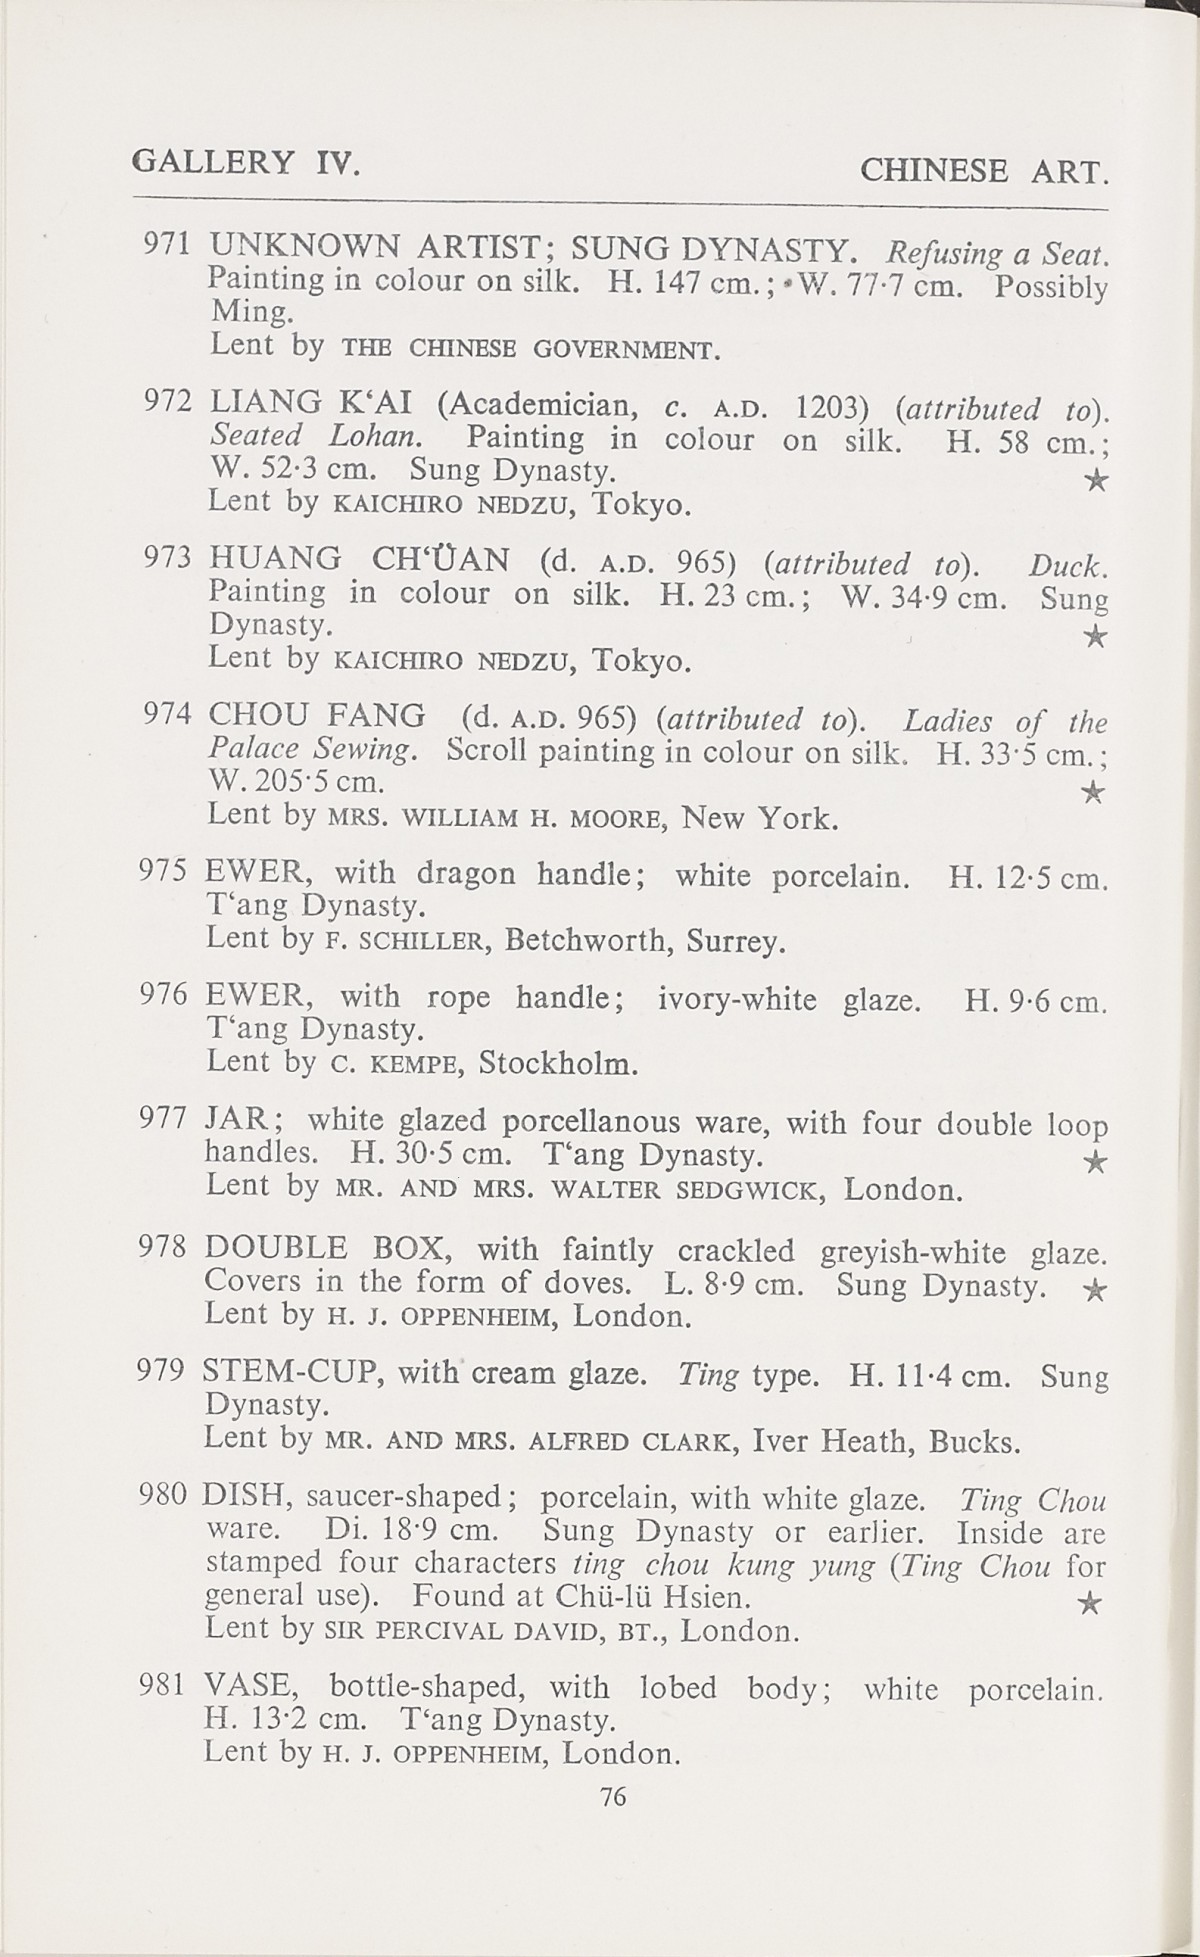 GALLERY IV. CHINESE ART.
971 UNKNOWN ARTIST; SUNG DYNASTY. Refusing a Seat.
Painting in colour on silk. H. 147 cm.; W. 77·7 cm. Possibly
Ming.
Lent by THE CHINESE GOVERNMENT.
972 LIANG K‘AI (Academician, c. A.D. 1203) (attributed to).
Seated Lohan. Painting in colour on silk. H. 58 cm.;
W. 52·3 cm. Sung Dynasty. ★
Lent by KAICHIRO NEDZU, Tokyo.
973 HUANG CH‘ÜAN (d. A.D. 965) (attributed to). Duck.
Painting in colour on silk. H. 23 cm.; W. 34·9 cm. Sung
Dynasty. ★
Lent by KAICHIRO NEDZU, Tokyo.
974 CHOU FANG (d. A.D. 965) (attributed to). Ladies of the
Palace Sewing. Scroll painting in colour on silk. H. 33·5 cm.;
W. 205·5 cm. ★
Lent by MRS. WILLIAM H. MOORE, New York.
975 EWER, with dragon handle; white porcelain. H. 12·5 cm.
T‘ang Dynasty.
Lent by F. SCHILLER, Betchworth, Surrey.
976 EWER, with rope handle; ivory-white glaze. H. 9·6 cm.
T‘ang Dynasty.
Lent by C. KEMPE, Stockholm.
977 JAR; white glazed porcellanous ware, with four double loop
handles. H. 30·5 cm. T‘ang Dynasty. ★
Lent by MR. AND MRS. WALTER SEDGWICK, London.
978 DOUBLE BOX, with faintly crackled greyish-white glaze.
Covers in the form of doves. L. 8·9 cm. Sung Dynasty. ★
Lent by H. J. OPPENHEIM, London.
979 STEM-CUP, with cream glaze. Ting type. H. 11·4 cm. Sung
Dynasty.
Lent by MR. AND MRS. ALFRED CLARK, Iver Heath, Bucks.
980 DISH, saucer-shaped; porcelain, with white glaze. Ting Chou
ware. Di. 18·9 cm. Sung Dynasty or earlier. Inside are
stamped four characters ting chou kung yung (Ting Chou for
general use). Found at Chü-lü Hsien. ★
Lent by SIR PERCIVAL DAVID, BT., London.
981 VASE, bottle-shaped, with lobed body; white porcelain.
H. 13·2 cm. T‘ang Dynasty.
Lent by H. J. OPPENHEIM, London.
76